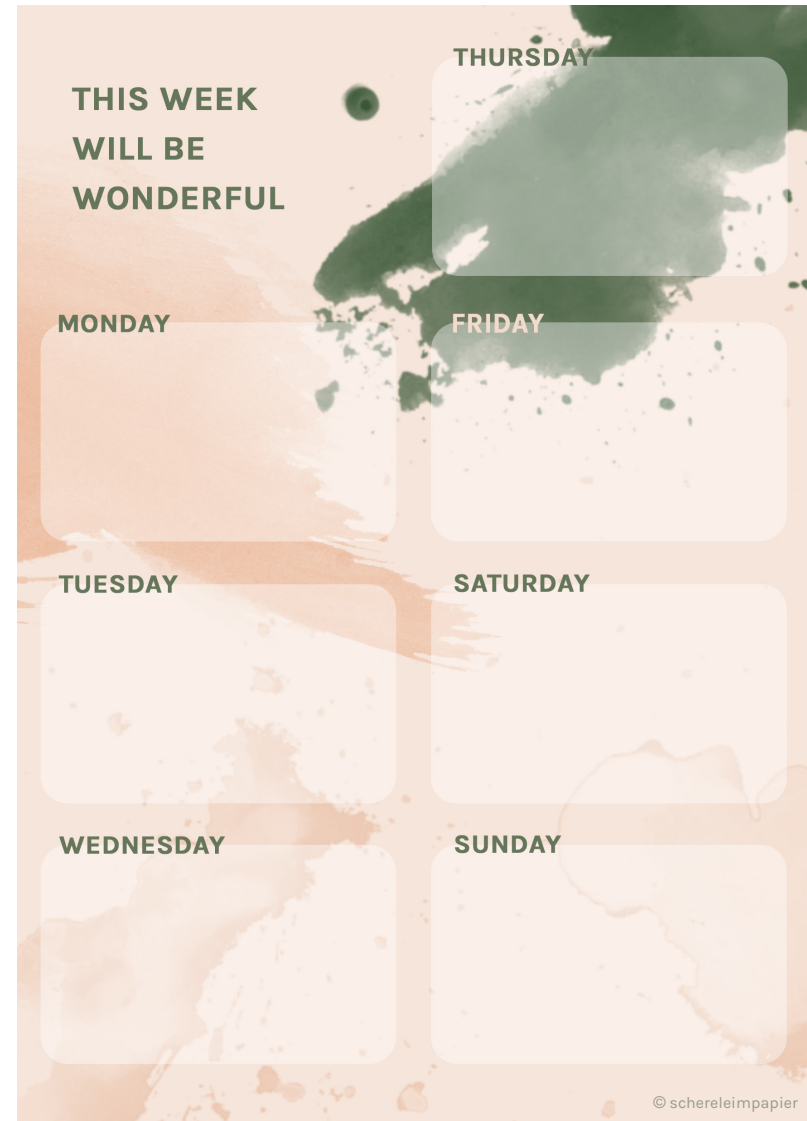 THIS WEEK
WILL BE
WONDERFUL
MONDAY
TUESDAY
WEDNESDAY
THURSDAY
FRIDAY
SATURDAY
SUNDAY
© schereleimpapier